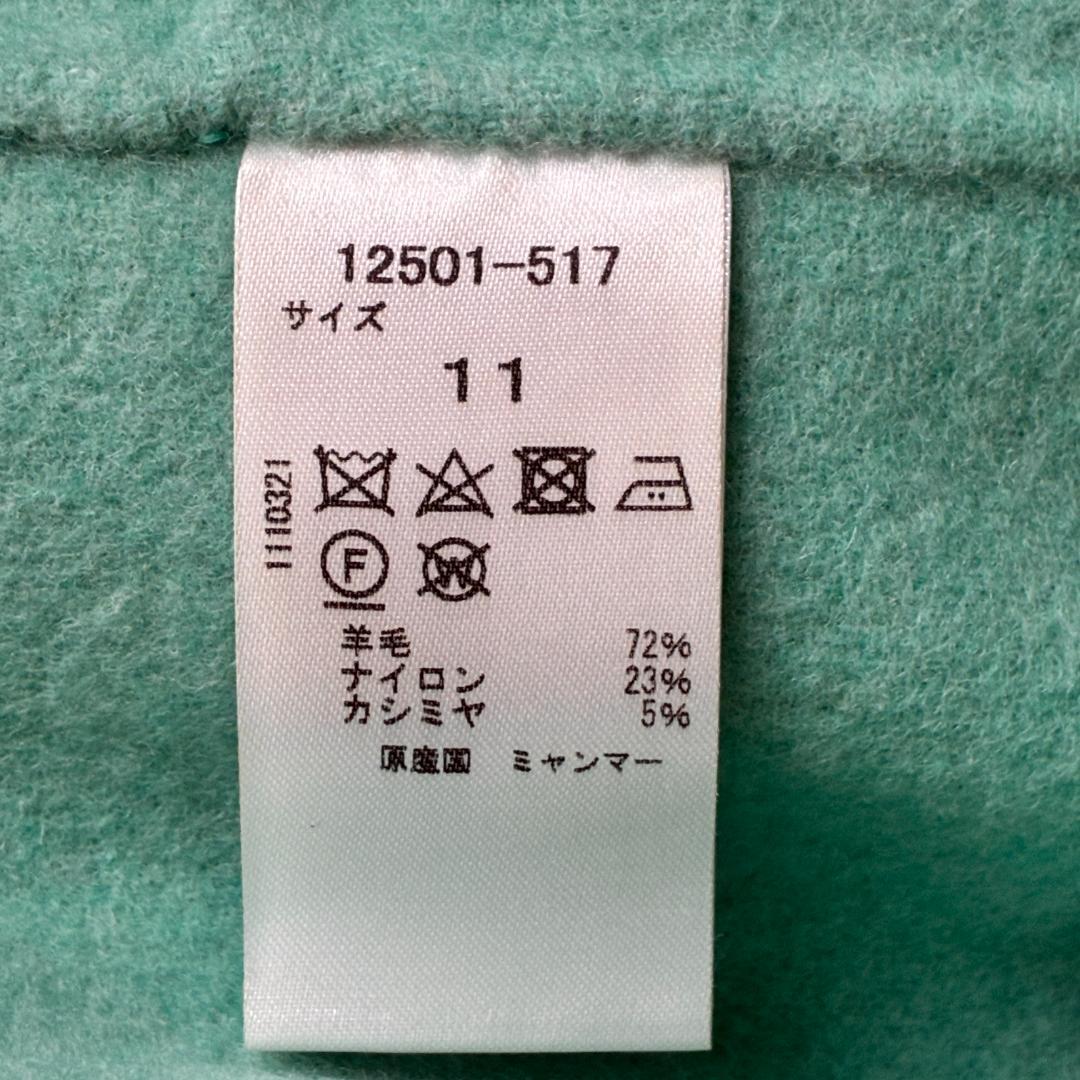 12501-517
サイズ
11
1110321
F
W
羊毛 72%
ナイロン 23%
カシミヤ 5%
原産国 ミャンマー